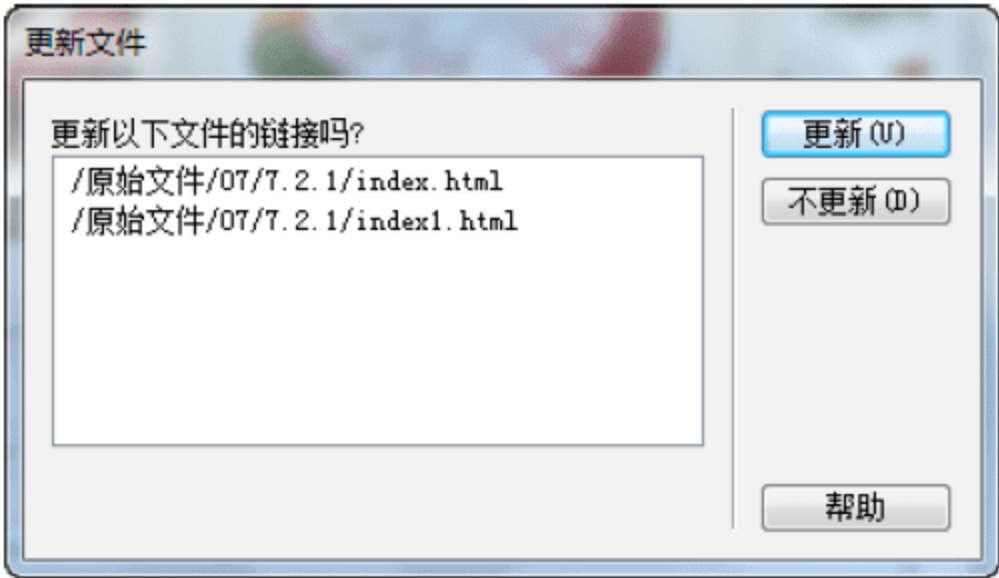 更新文件
更新以下文件的链接吗?
/原始文件/07/7.2.1/index.html
/原始文件/07/7.2.1/index1.html
更新(U)
不更新(D)
帮助